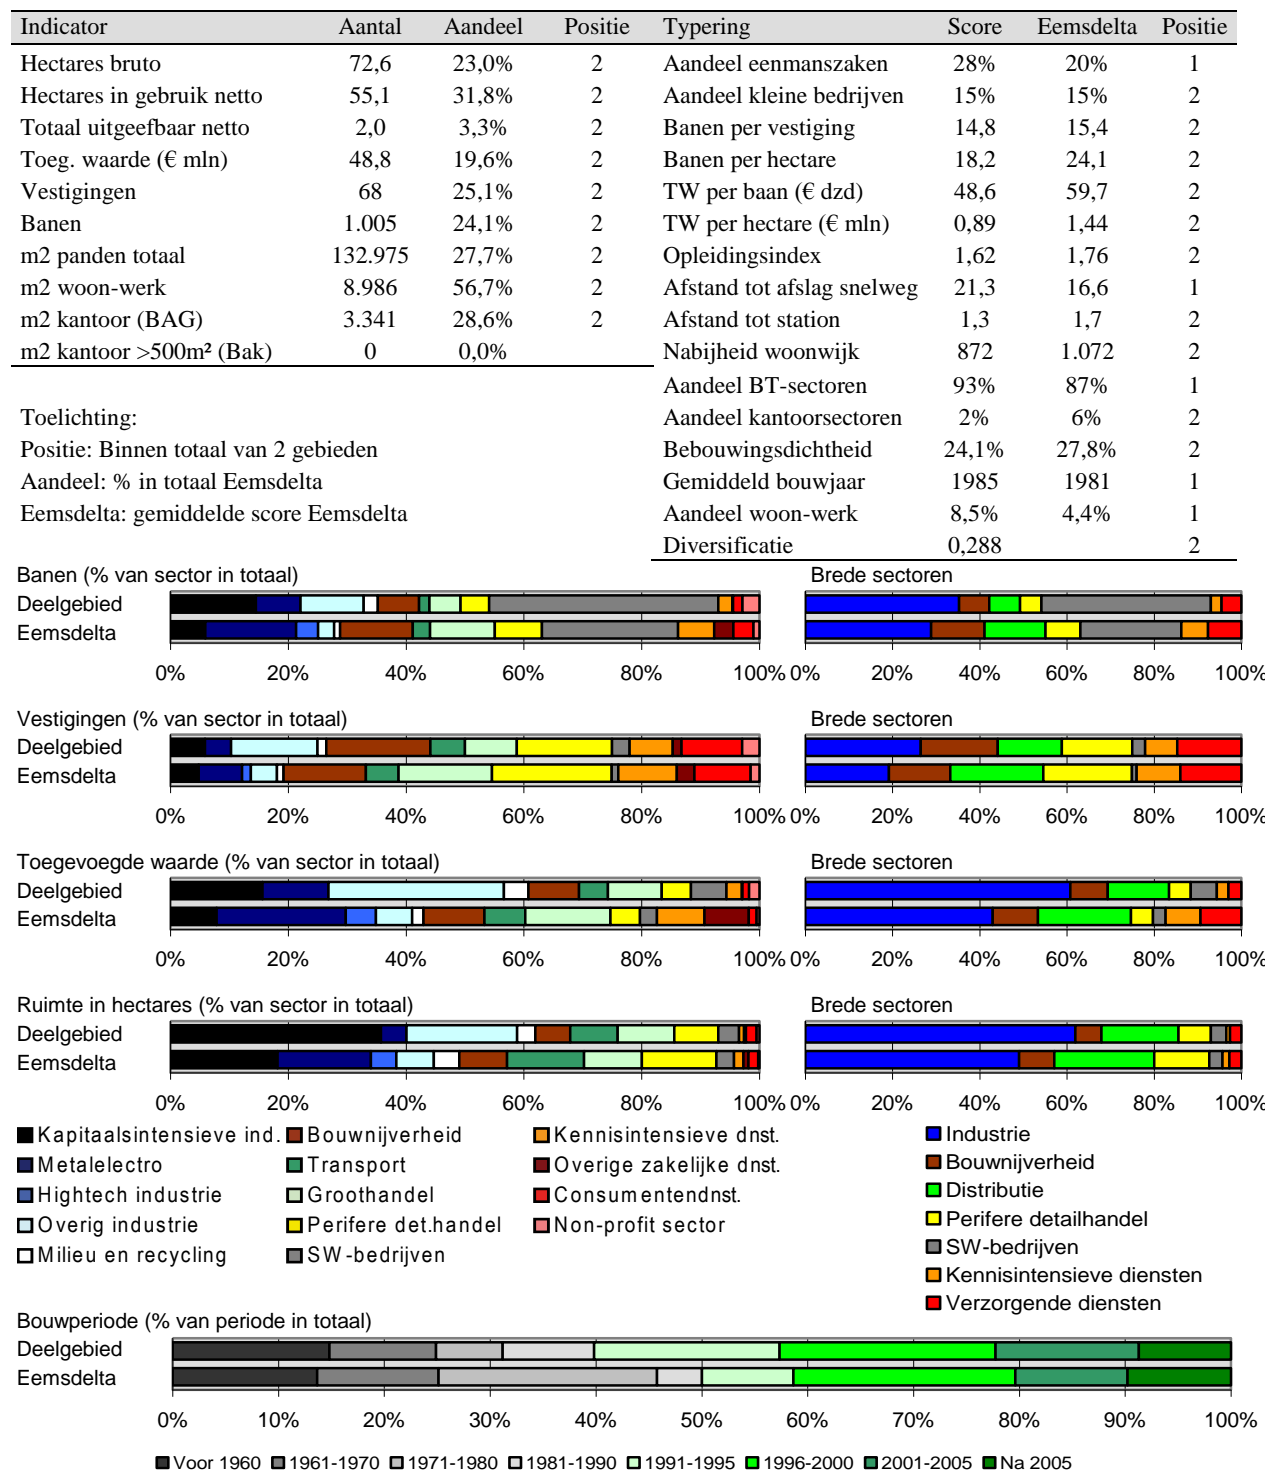 Indicator Aantal Aandeel Positie
Hectares bruto 72,6 23,0% 2
Hectares in gebruik netto 55,1 31,8% 2
Totaal uitgeefbaar netto 2,0 3,3% 2
Toeg. waarde (€ mln) 48,8 19,6% 2
Vestigingen 68 25,1% 2
Banen 1.005 24,1% 2
m2 panden totaal 132.975 27,7% 2
m2 woon-werk 8.986 56,7% 2
m2 kantoor (BAG) 3.341 28,6% 2
m2 kantoor >500m² (Bak) 0 0,0%
Toelichting:
Positie: Binnen totaal van 2 gebieden
Aandeel: % in totaal Eemsdelta
Eemsdelta: gemiddelde score Eemsdelta
Typering Score Eemsdelta Positie
Aandeel eenmanszaken 28% 20% 1
Aandeel kleine bedrijven 15% 15% 2
Banen per vestiging 14,8 15,4 2
Banen per hectare 18,2 24,1 2
TW per baan (€ dzd) 48,6 59,7 2
TW per hectare (€ mln) 0,89 1,44 2
Opleidingsindex 1,62 1,76 2
Afstand tot afslag snelweg 21,3 16,6 1
Afstand tot station 1,3 1,7 2
Nabijheid woonwijk 872 1.072 2
Aandeel BT-sectoren 93% 87% 1
Aandeel kantoorsectoren 2% 6% 2
Bebouwingsdichtheid 24,1% 27,8% 2
Gemiddeld bouwjaar 1985 1981 1
Aandeel woon-werk 8,5% 4,4% 1
Diversificatie 0,288 2
Banen (% van sector in totaal) Brede sectoren
Deelgebied
Eemsdelta
0% 20% 40% 60% 80% 100% 0% 20% 40% 60% 80% 100%
Vestigingen (% van sector in totaal) Brede sectoren
Deelgebied
Eemsdelta
0% 20% 40% 60% 80% 100% 0% 20% 40% 60% 80% 100%
Toegevoegde waarde (% van sector in totaal) Brede sectoren
Deelgebied
Eemsdelta
0% 20% 40% 60% 80% 100% 0% 20% 40% 60% 80% 100%
Ruimte in hectares (% van sector in totaal) Brede sectoren
Deelgebied
Eemsdelta
0% 20% 40% 60% 80% 100% 0% 20% 40% 60% 80% 100%
Kapitaalsintensieve ind. Bouwnijverheid Kennisintensieve dnst.
Metalelectro Transport Overige zakelijke dnst.
Hightech industrie Groothandel Consumentendnst.
Overig industrie Perifere det.handel Non-profit sector
Milieu en recycling SW-bedrijven
Industrie
Bouwnijverheid
Distributie
Perifere detailhandel
SW-bedrijven
Kennisintensieve diensten
Verzorgende diensten
Bouwperiode (% van periode in totaal)
Deelgebied
Eemsdelta
0% 10% 20% 30% 40% 50% 60% 70% 80% 90% 100%
Voor 1960 1961-1970 1971-1980 1981-1990 1991-1995 1996-2000 2001-2005 Na 2005